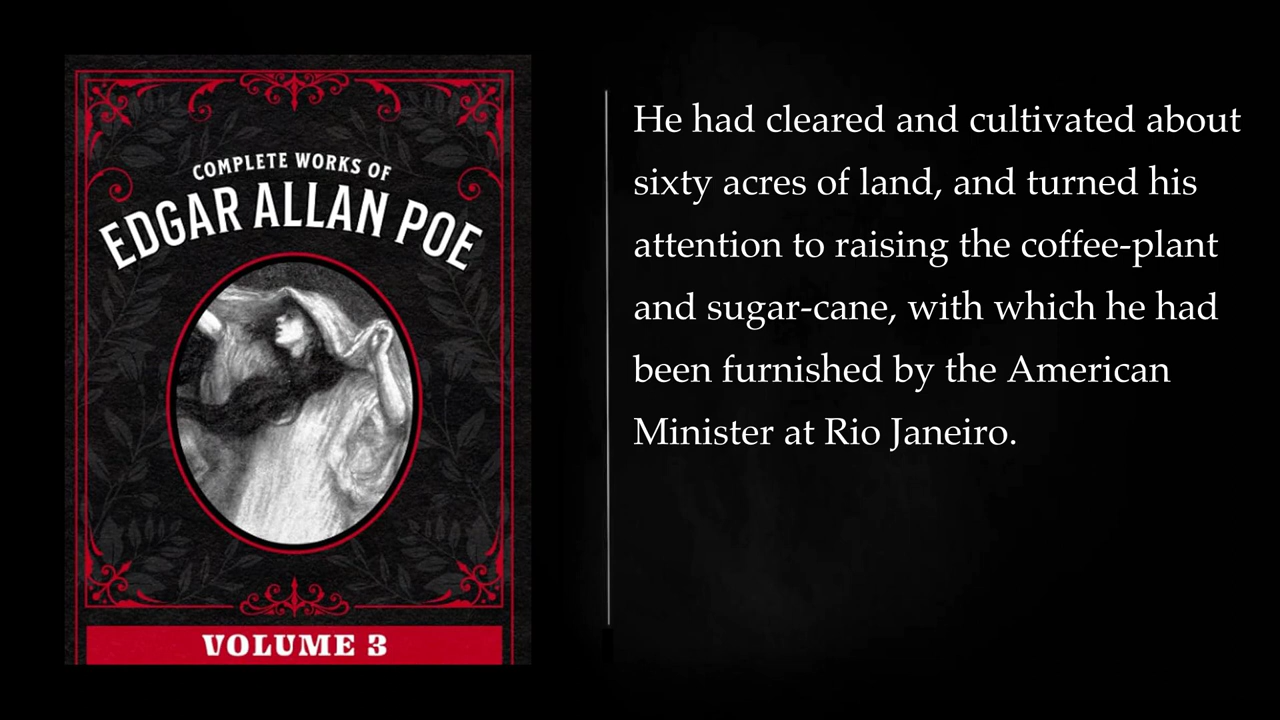 COMPLETE WORKS OF
EDGAR ALLAN POE
VOLUME 3
He had cleared and cultivated about
sixty acres of land, and turned his
attention to raising the coffee-plant
and sugar-cane, with which he had
been furnished by the American
Minister at Rio Janeiro.